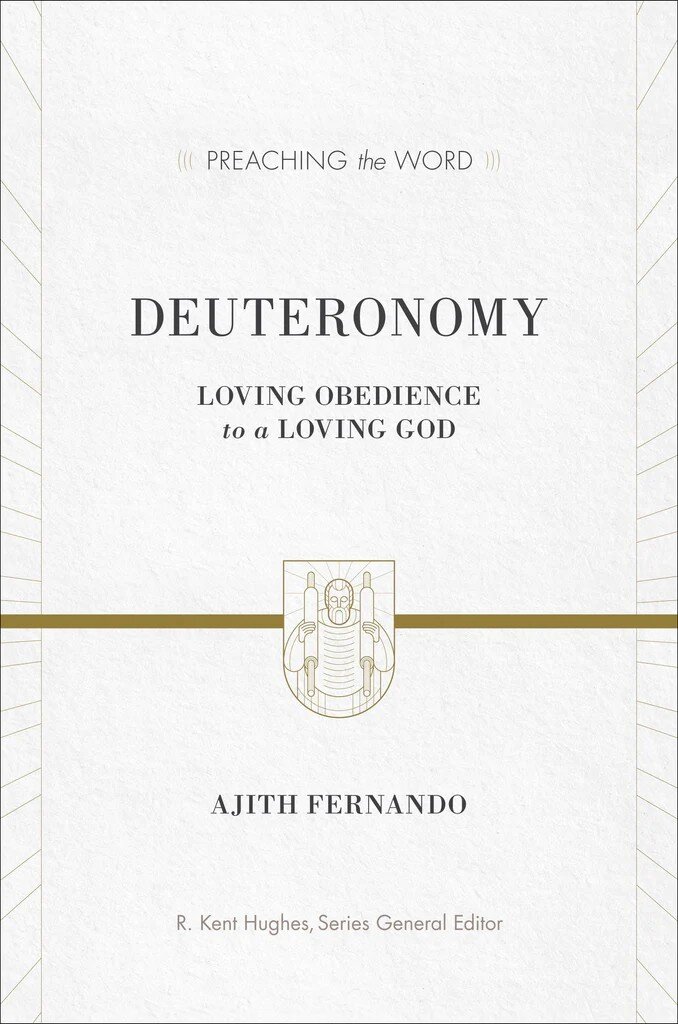 ((( PREACHING the WORD )))
DEUTERONOMY
LOVING OBEDIENCE
to a LOVING GOD
AJITH FERNANDO
R. Kent Hughes, Series General Editor